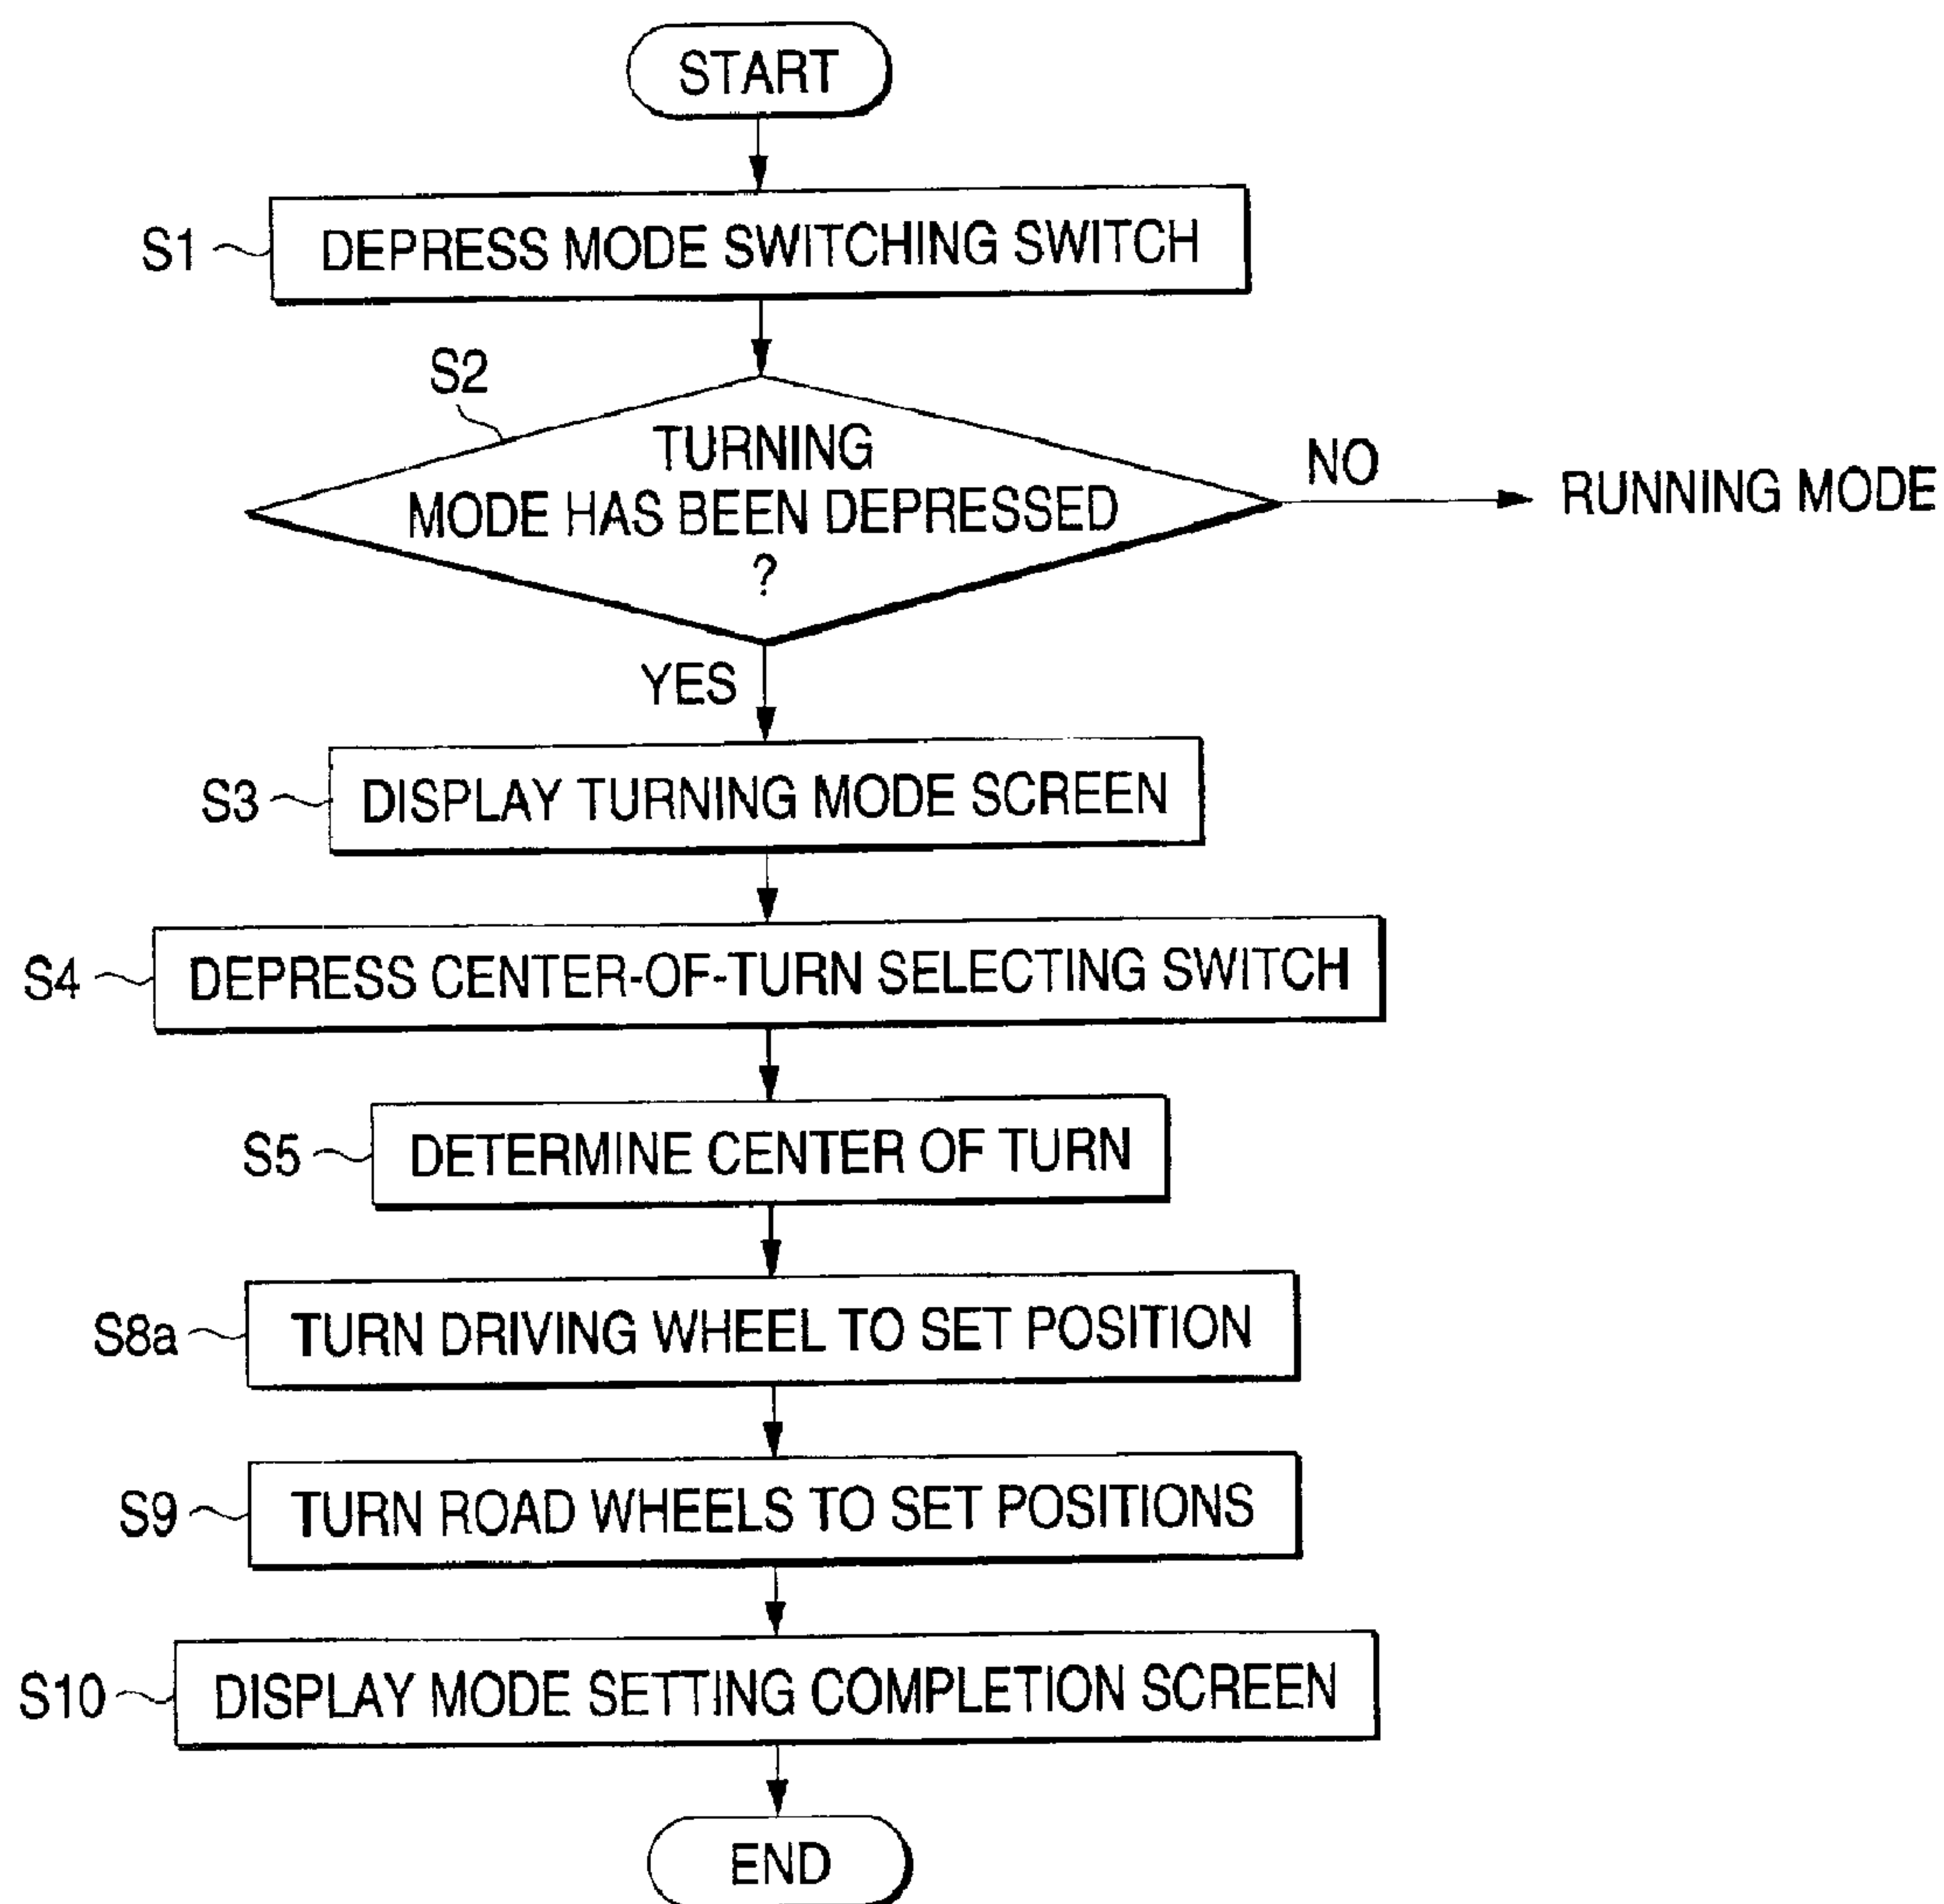 START
S1
DEPRESS MODE SWITCHING SWITCH
S2
TURNING
MODE HAS BEEN DEPRESSED
?
NO
RUNNING MODE
YES
S3
DISPLAY TURNING MODE SCREEN
S4
DEPRESS CENTER-OF-TURN SELECTING SWITCH
S5
DETERMINE CENTER OF TURN
S8a
TURN DRIVING WHEEL TO SET POSITION
S9
TURN ROAD WHEELS TO SET POSITIONS
S10
DISPLAY MODE SETTING COMPLETION SCREEN
END